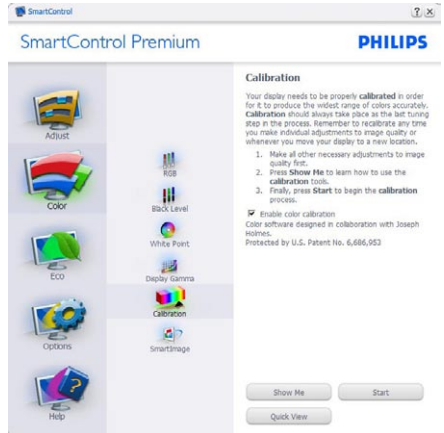 SmartControl
SmartControl Premium
PHILIPS
Adjust
Color
Eco
Options
Help
RGB
Black Level
White Point
Display Gamma
Calibration
SmartImage
Calibration
Your display needs to be properly calibrated in order
for it to produce the widest range of colors accurately.
Calibration should always take place as the last tuning
step in the process. Remember to recalibrate any time
you make individual adjustments to image quality or
whenever you move your display to a new location.
1. Make all other necessary adjustments to image
quality first.
2. Press Show Me to learn how to use the
calibration tools.
3. Finally, press Start to begin the calibration
process.
Enable color calibration
Color software designed in collaboration with Joseph
Holmes.
Protected by U.S. Patent No. 6,686,953
Show Me
Start
Quick View